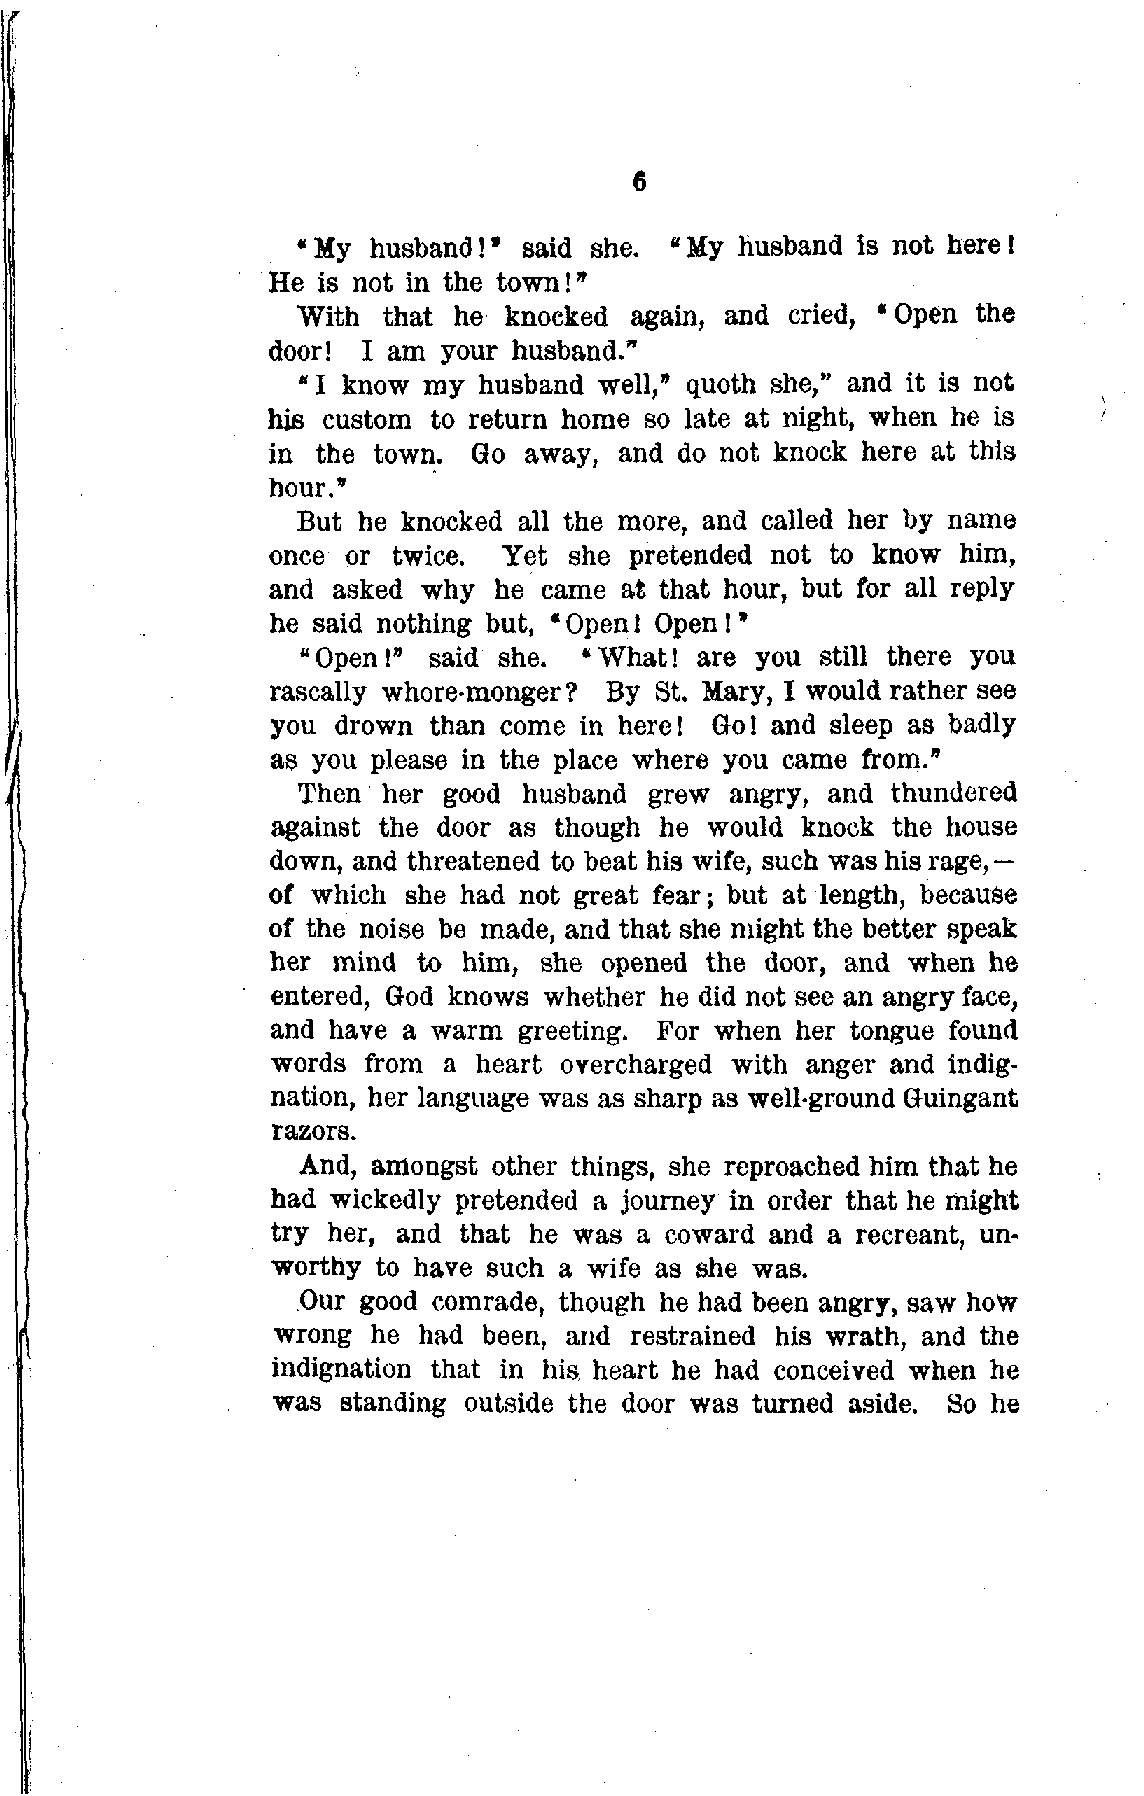 6
"My husband!" said she. "My husband is not here!
He is not in the town!"
With that he knocked again, and cried, "Open the
door! I am your husband."
"I know my husband well," quoth she," and it is not
his custom to return home so late at night, when he is
in the town. Go away, and do not knock here at this
hour."
But he knocked all the more, and called her by name
once or twice. Yet she pretended not to know him,
and asked why he came at that hour, but for all reply
he said nothing but, "Open! Open!"
"Open!" said she. "What! are you still there you
rascally whore-monger? By St. Mary, I would rather see
you drown than come in here! Go! and sleep as badly
as you please in the place where you came from."
Then her good husband grew angry, and thundered
against the door as though he would knock the house
down, and threatened to beat his wife, such was his rage,—
of which she had not great fear; but at length, because
of the noise be made, and that she might the better speak
her mind to him, she opened the door, and when he
entered, God knows whether he did not see an angry face,
and have a warm greeting. For when her tongue found
words from a heart overcharged with anger and indig-
nation, her language was as sharp as well-ground Guingant
razors.
And, amongst other things, she reproached him that he
had wickedly pretended a journey in order that he might
try her, and that he was a coward and a recreant, un-
worthy to have such a wife as she was.
Our good comrade, though he had been angry, saw how
wrong he had been, and restrained his wrath, and the
indignation that in his heart he had conceived when he
was standing outside the door was turned aside. So he